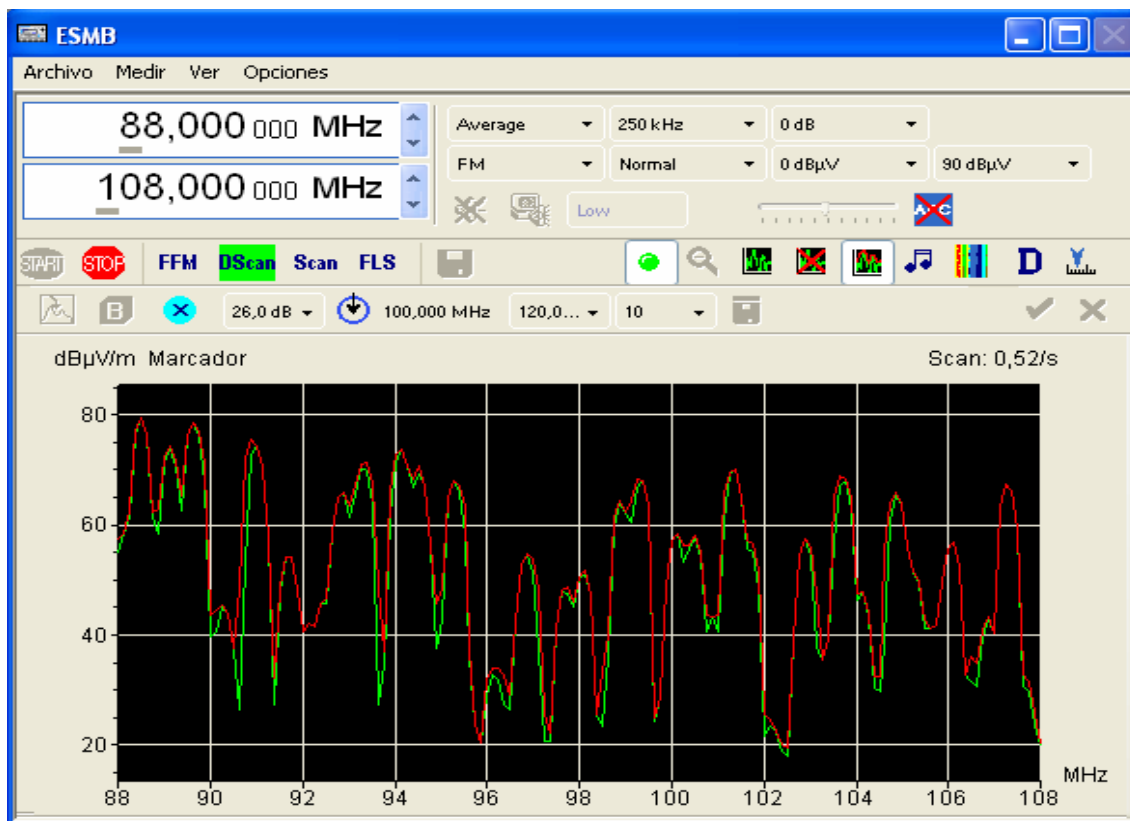 ESMB
Archivo Medir Ver Opciones
88,000 000 MHz
108,000 000 MHz
Average 250 kHz 0 dB
FM Normal 0 dBµV 90 dBµV
Low
START STOP FFM DScan Scan FLS D
B 26,0 dB 100,000 MHz 120,0... 10
dBµV/m Marcador Scan: 0,52/s
80
60
40
20
MHz
88 90 92 94 96 98 100 102 104 106 108